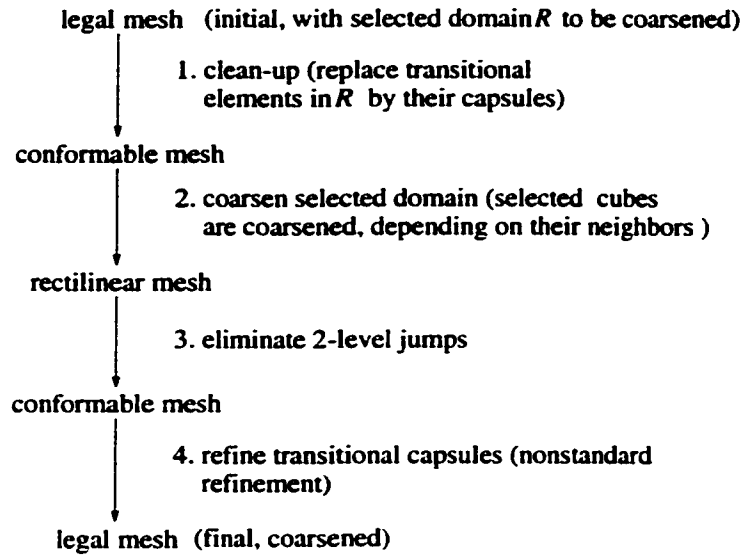 legal mesh (initial, with selected domain R to be coarsened)
1. clean-up (replace transitional
elements in R by their capsules)
conformable mesh
2. coarsen selected domain (selected cubes
are coarsened, depending on their neighbors )
rectilinear mesh
3. eliminate 2-level jumps
conformable mesh
4. refine transitional capsules (nonstandard
refinement)
legal mesh (final, coarsened)